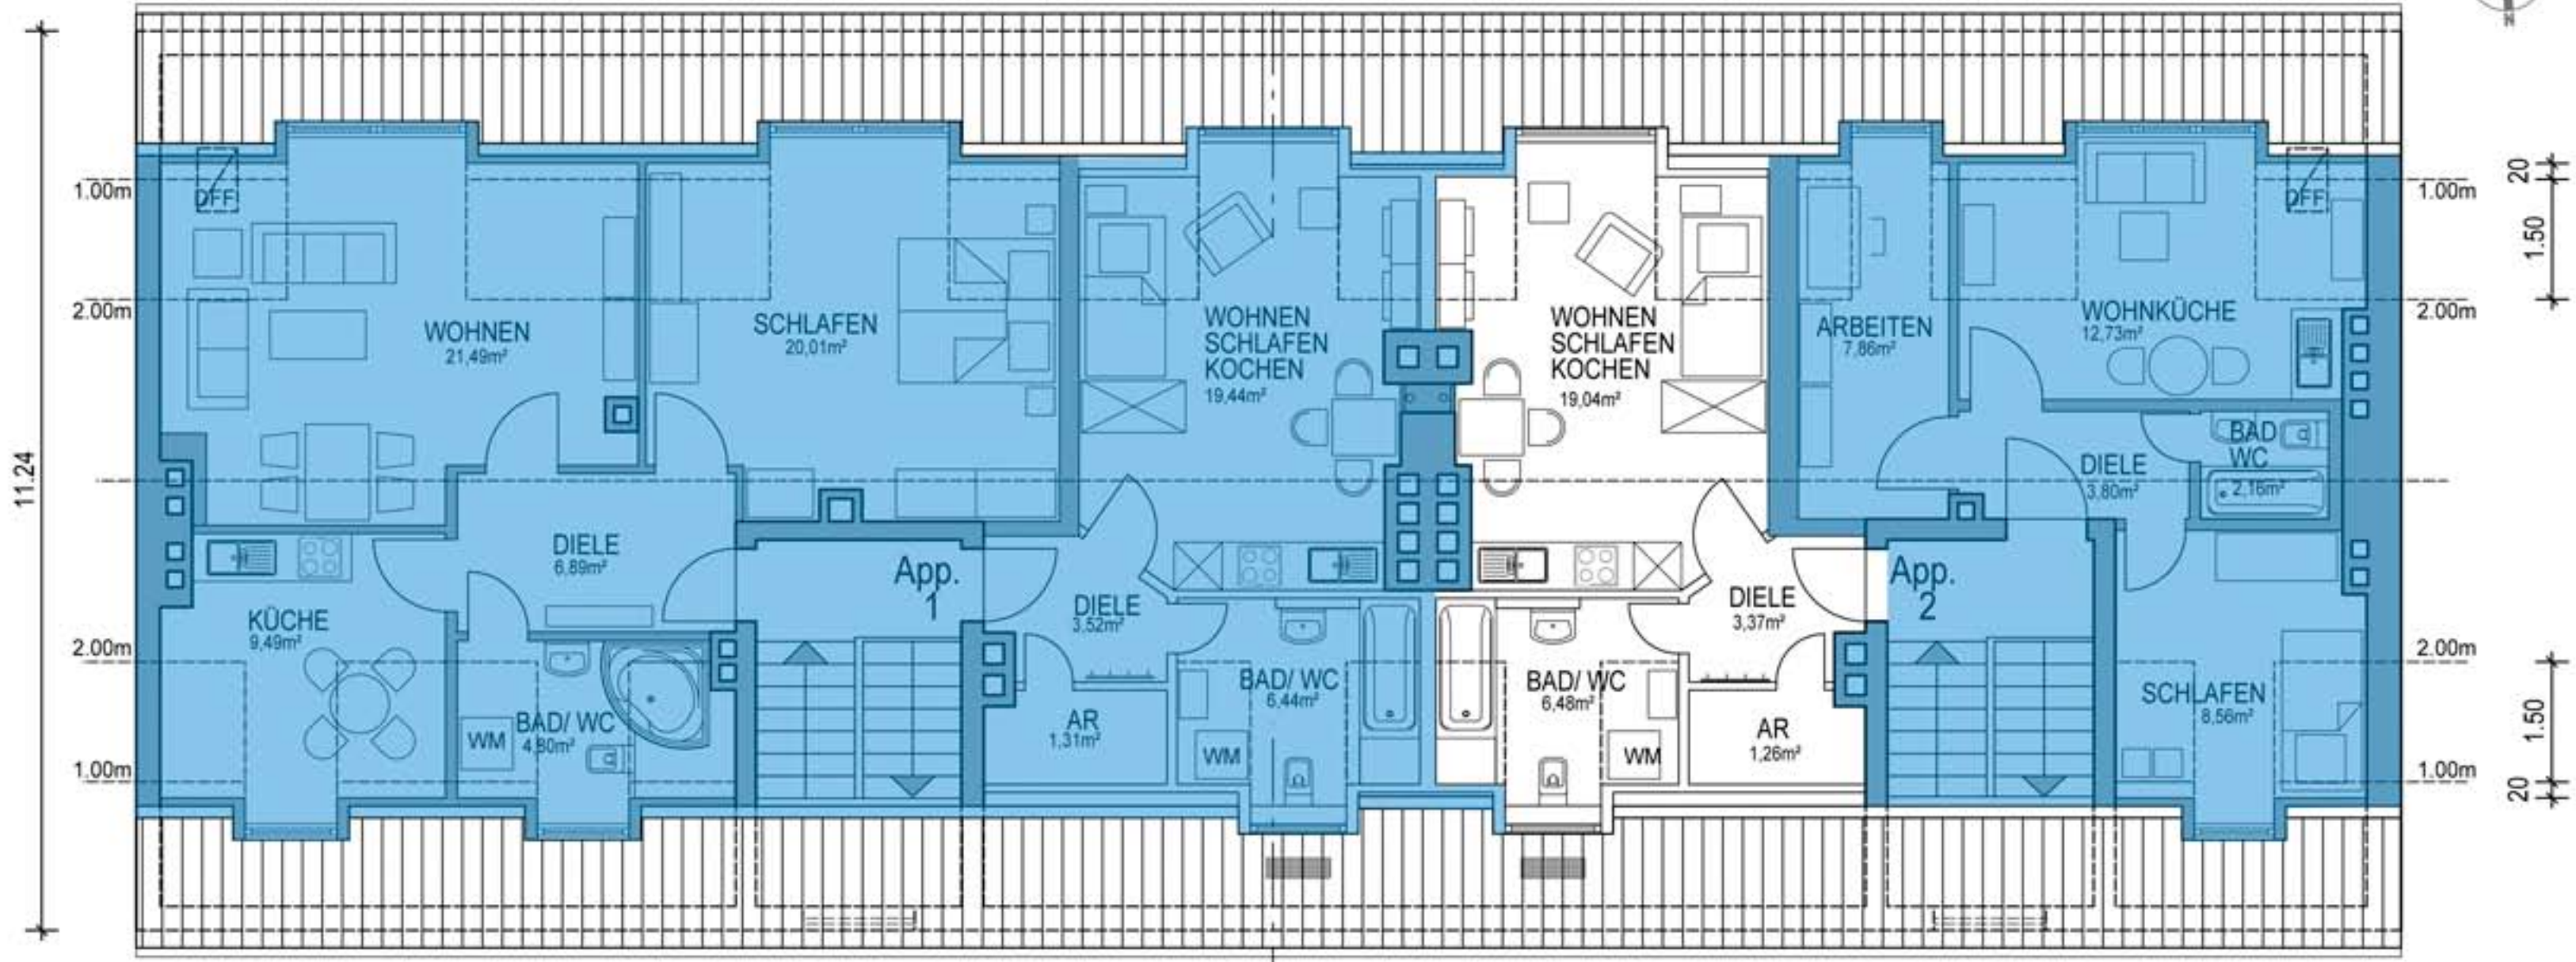 N
11.24
1.00m
2.00m
2.00m
1.00m
DFF
WOHNEN
21,49m²
SCHLAFEN
20,01m²
WOHNEN
SCHLAFEN
KOCHEN
19,44m²
WOHNEN
SCHLAFEN
KOCHEN
19,04m²
ARBEITEN
7,86m²
WOHNKÜCHE
12,73m²
DFF
BAD
WC
2,16m²
DIELE
3,80m²
DIELE
6,89m²
KÜCHE
9,49m²
BAD/ WC
4,80m²
WM
App.
1
DIELE
3,52m²
AR
1,31m²
BAD/ WC
6,44m²
WM
BAD/ WC
6,48m²
WM
DIELE
3,37m²
AR
1,26m²
App.
2
SCHLAFEN
8,56m²
1.00m
2.00m
2.00m
1.00m
20
1.50
1.50
20